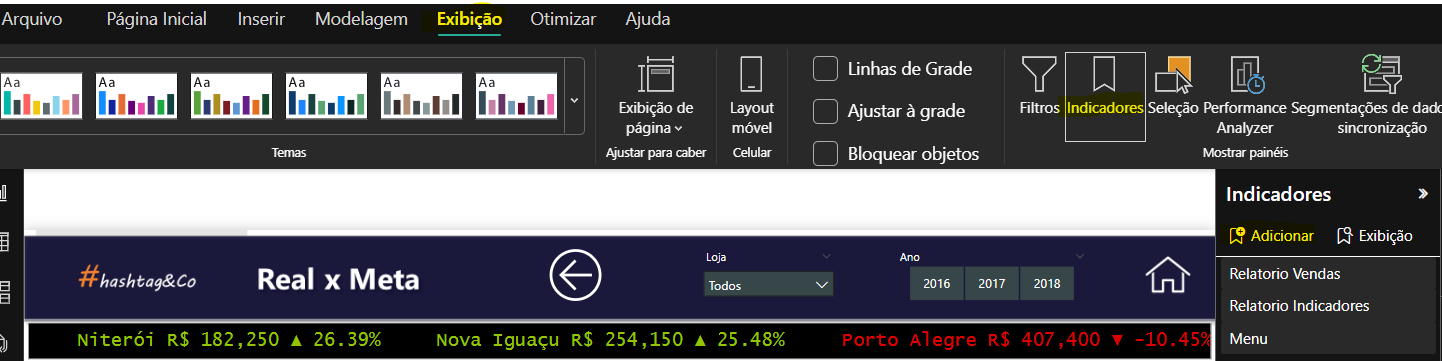 Arquivo Página Inicial Inserir Modelagem Exibição Otimizar Ajuda
Aa Aa Aa Aa Aa Aa
Temas
Exibição de
página
Ajustar para caber
Layout
móvel
Celular
Linhas de Grade
Ajustar à grade
Bloquear objetos
Filtros Indicadores Seleção Performance
Analyzer
Segmentações de dado
sincronização
Mostrar painéis
Indicadores
Adicionar Exibição
Relatorio Vendas
Relatorio Indicadores
Menu
#hashtag&Co
Real x Meta
Loja
Todos
Ano
2016 2017 2018
Niterói R$ 182,250 ▲ 26.39% Nova Iguaçu R$ 254,150 ▲ 25.48% Porto Alegre R$ 407,400 ▼ -10.45%